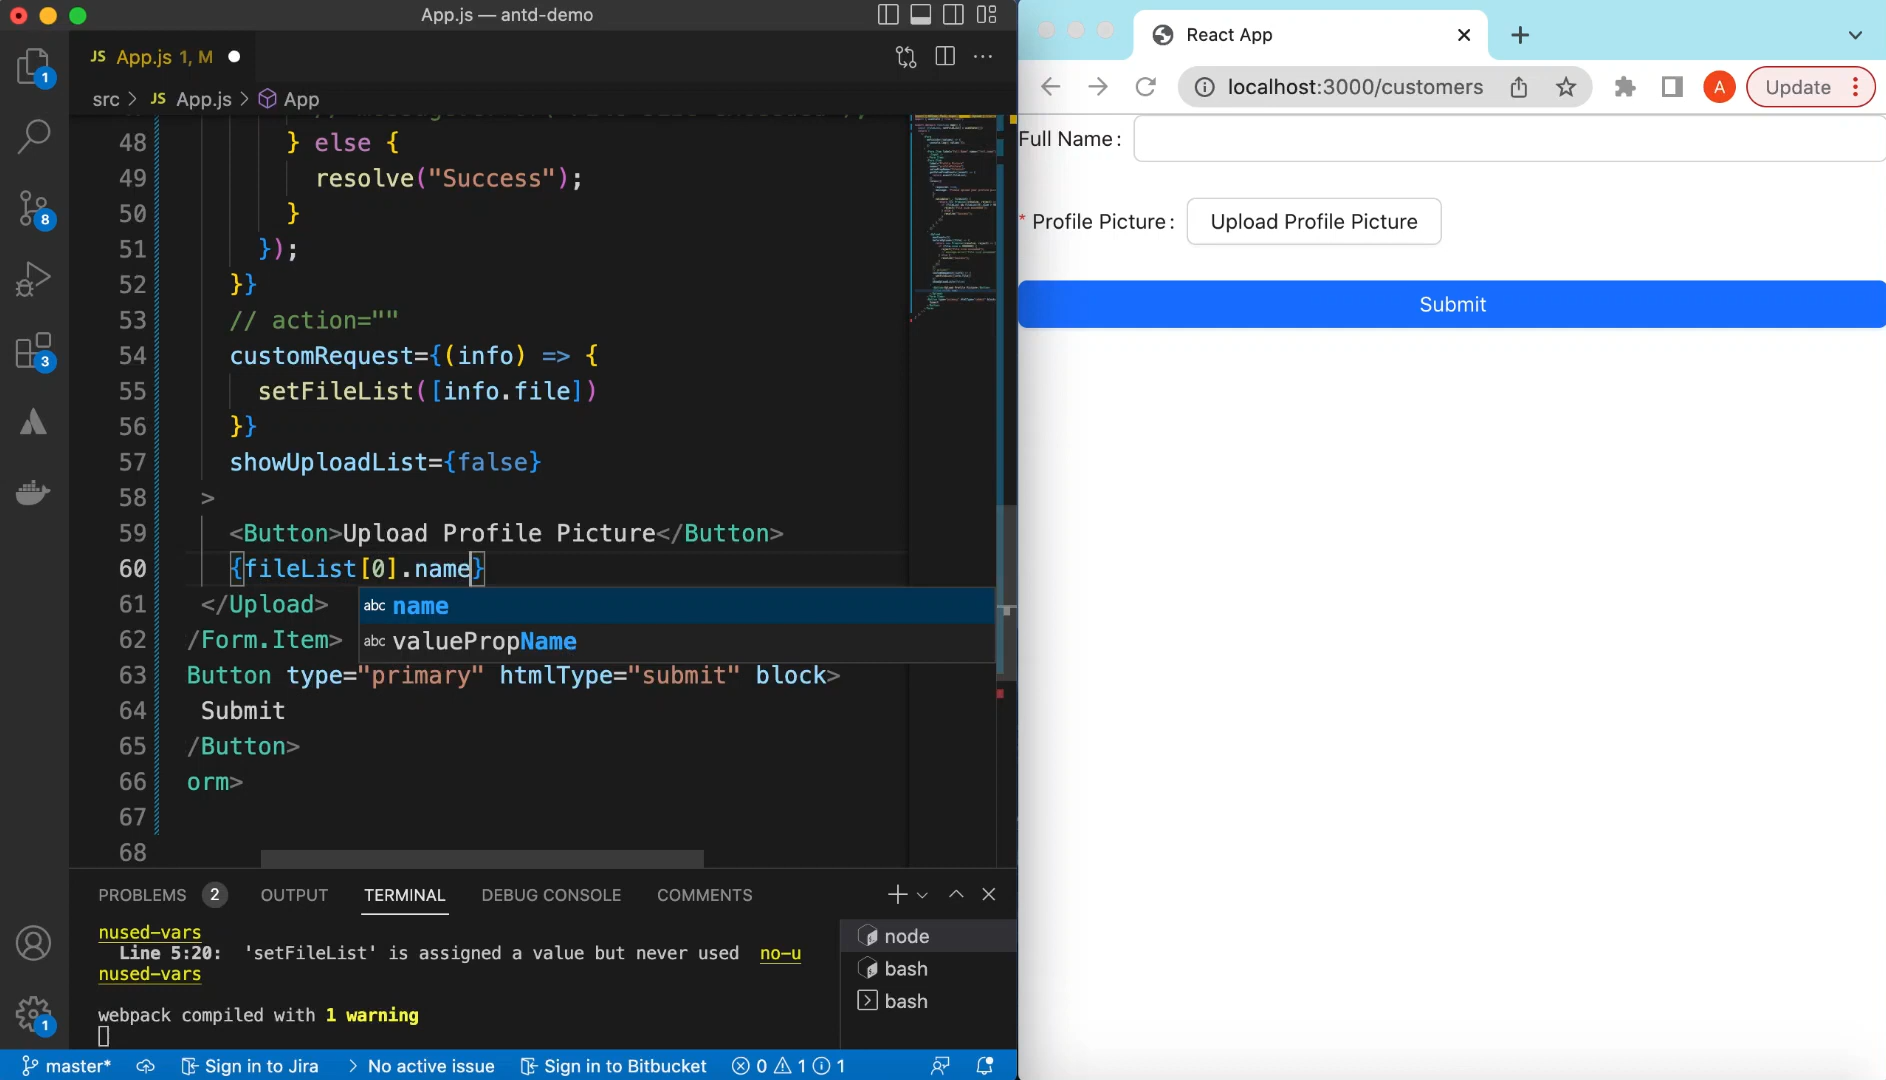 App.js — antd-demo
JS App.js 1, M
src > JS App.js > App
48 } else {
49 resolve("Success");
50 }
51 });
52 }}
53 // action=""
54 customRequest={(info) => {
55 setFileList([info.file])
56 }}
57 showUploadList={false}
58 >
59 <Button>Upload Profile Picture</Button>
60 {fileList[0].name}
61 </Upload>
abc name
62 /Form.Item>
abc valuePropName
63 Button type="primary" htmlType="submit" block>
64 Submit
65 /Button>
66 orm>
67
68
1
8
3
1
PROBLEMS 2 OUTPUT TERMINAL DEBUG CONSOLE COMMENTS
nused-vars
Line 5:20: 'setFileList' is assigned a value but never used no-u
nused-vars
webpack compiled with 1 warning
node
bash
bash
master* Sign in to Jira > No active issue Sign in to Bitbucket 0 1 1
React App
localhost:3000/customers A Update
Full Name :
* Profile Picture : Upload Profile Picture
Submit